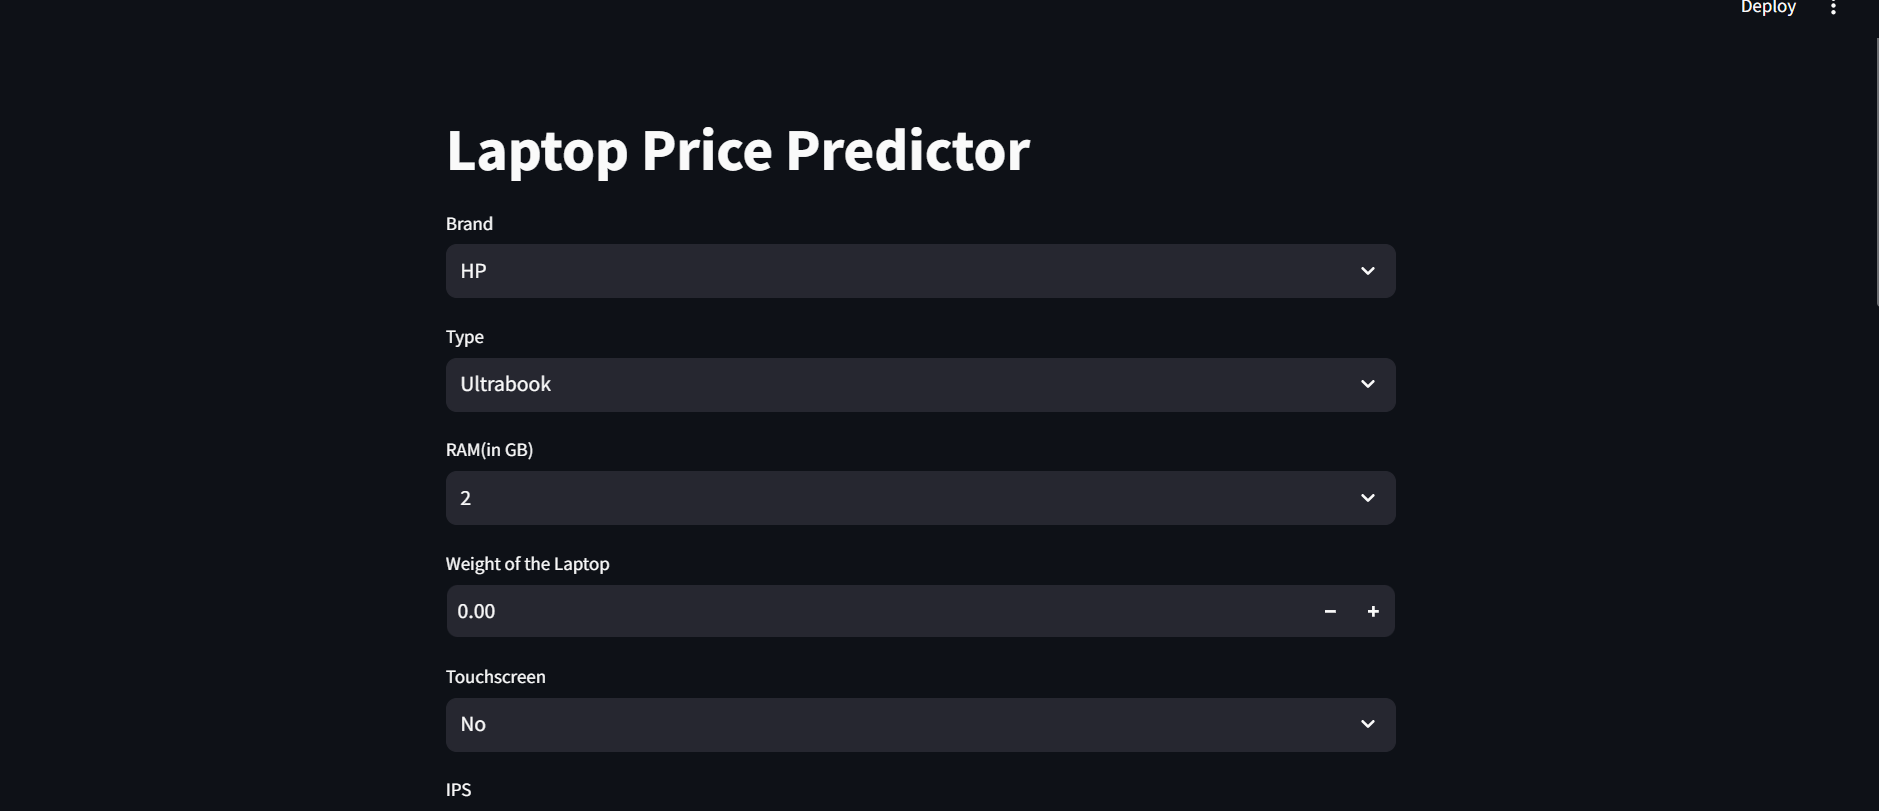 Deploy
Laptop Price Predictor
Brand
HP
Type
Ultrabook
RAM(in GB)
2
Weight of the Laptop
0.00
Touchscreen
No
IPS